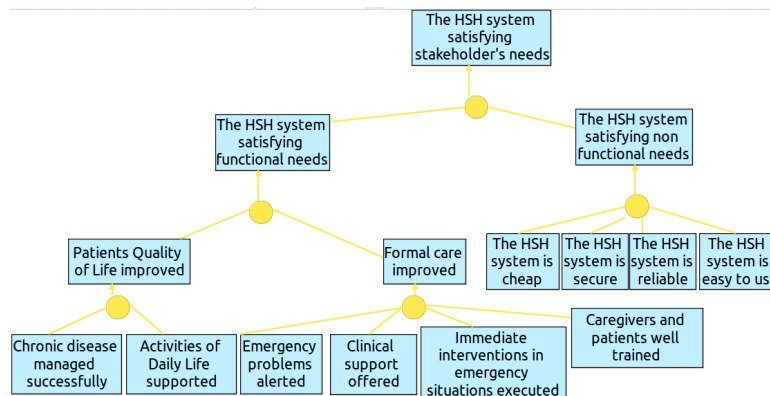 The HSH system
satisfying
stakeholder's needs
The HSH system
satisfying
functional needs
The HSH system
satisfying non
functional needs
Patients Quality
of Life improved
Formal care
improved
The HSH
system is
cheap
The HSH
system is
secure
The HSH
system is
reliable
The HSH
system is
easy to us
Chronic disease
managed
successfully
Activities of
Daily Life
supported
Emergency
problems
alerted
Clinical
support
offered
Immediate
interventions in
emergency
situations executed
Caregivers and
patients well
trained